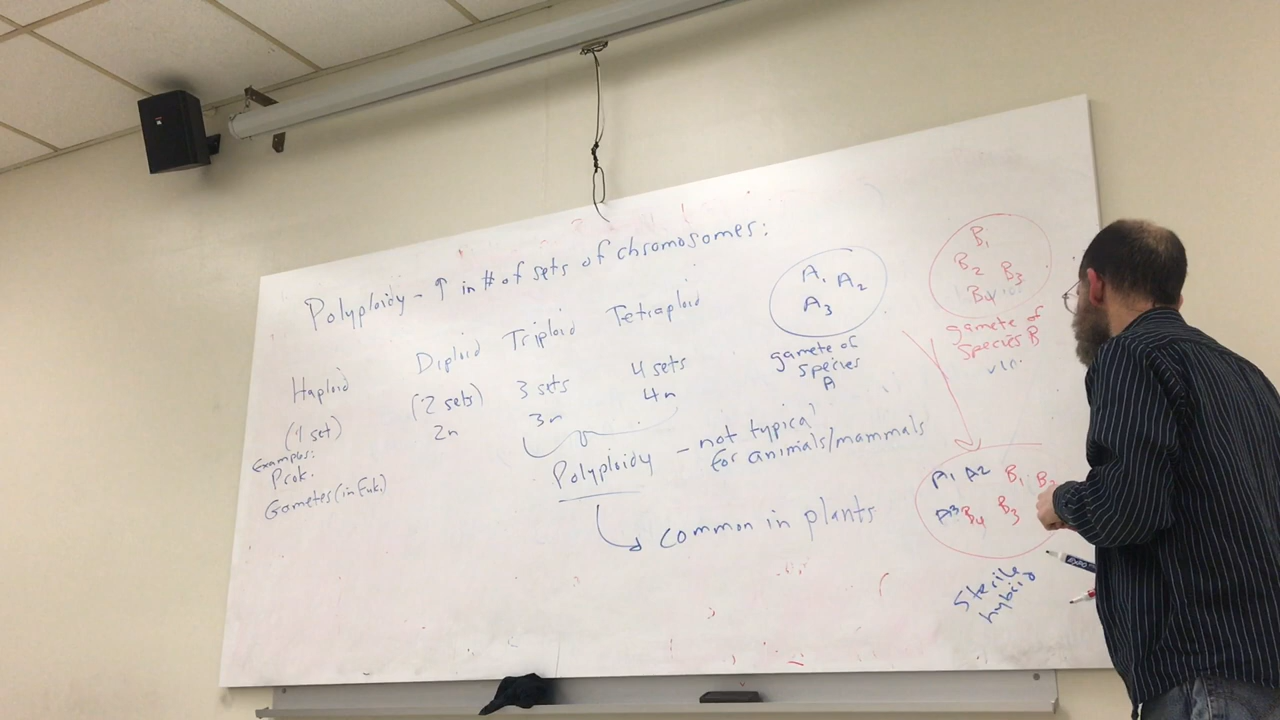 Polyploidy - ↑ in # of sets of chromosomes:
Haploid
(1 set)
Examples:
Prok.
Gametes (in Euk.)
Diploid
(2 sets)
2n
Triploid
3 sets
3n
Tetraploid
4 sets
4n
Polyploidy - not typical
for animals/mammals
common in plants
A1 A2
A3
gamete of
species
A
B1
B2 B3
B4
gamete of
species B
A1 A2 B1 B2
A3 B4 B3
Sterile
hybrid
EXPO